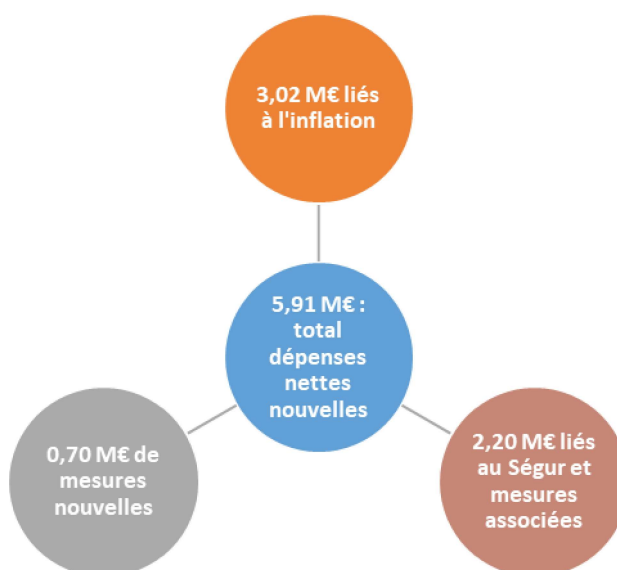 3,02 M€ liés
à l'inflation
5,91 M€ :
total
dépenses
nettes
nouvelles
0,70 M€ de
mesures
nouvelles
2,20 M€ liés
au Ségur et
mesures
associées